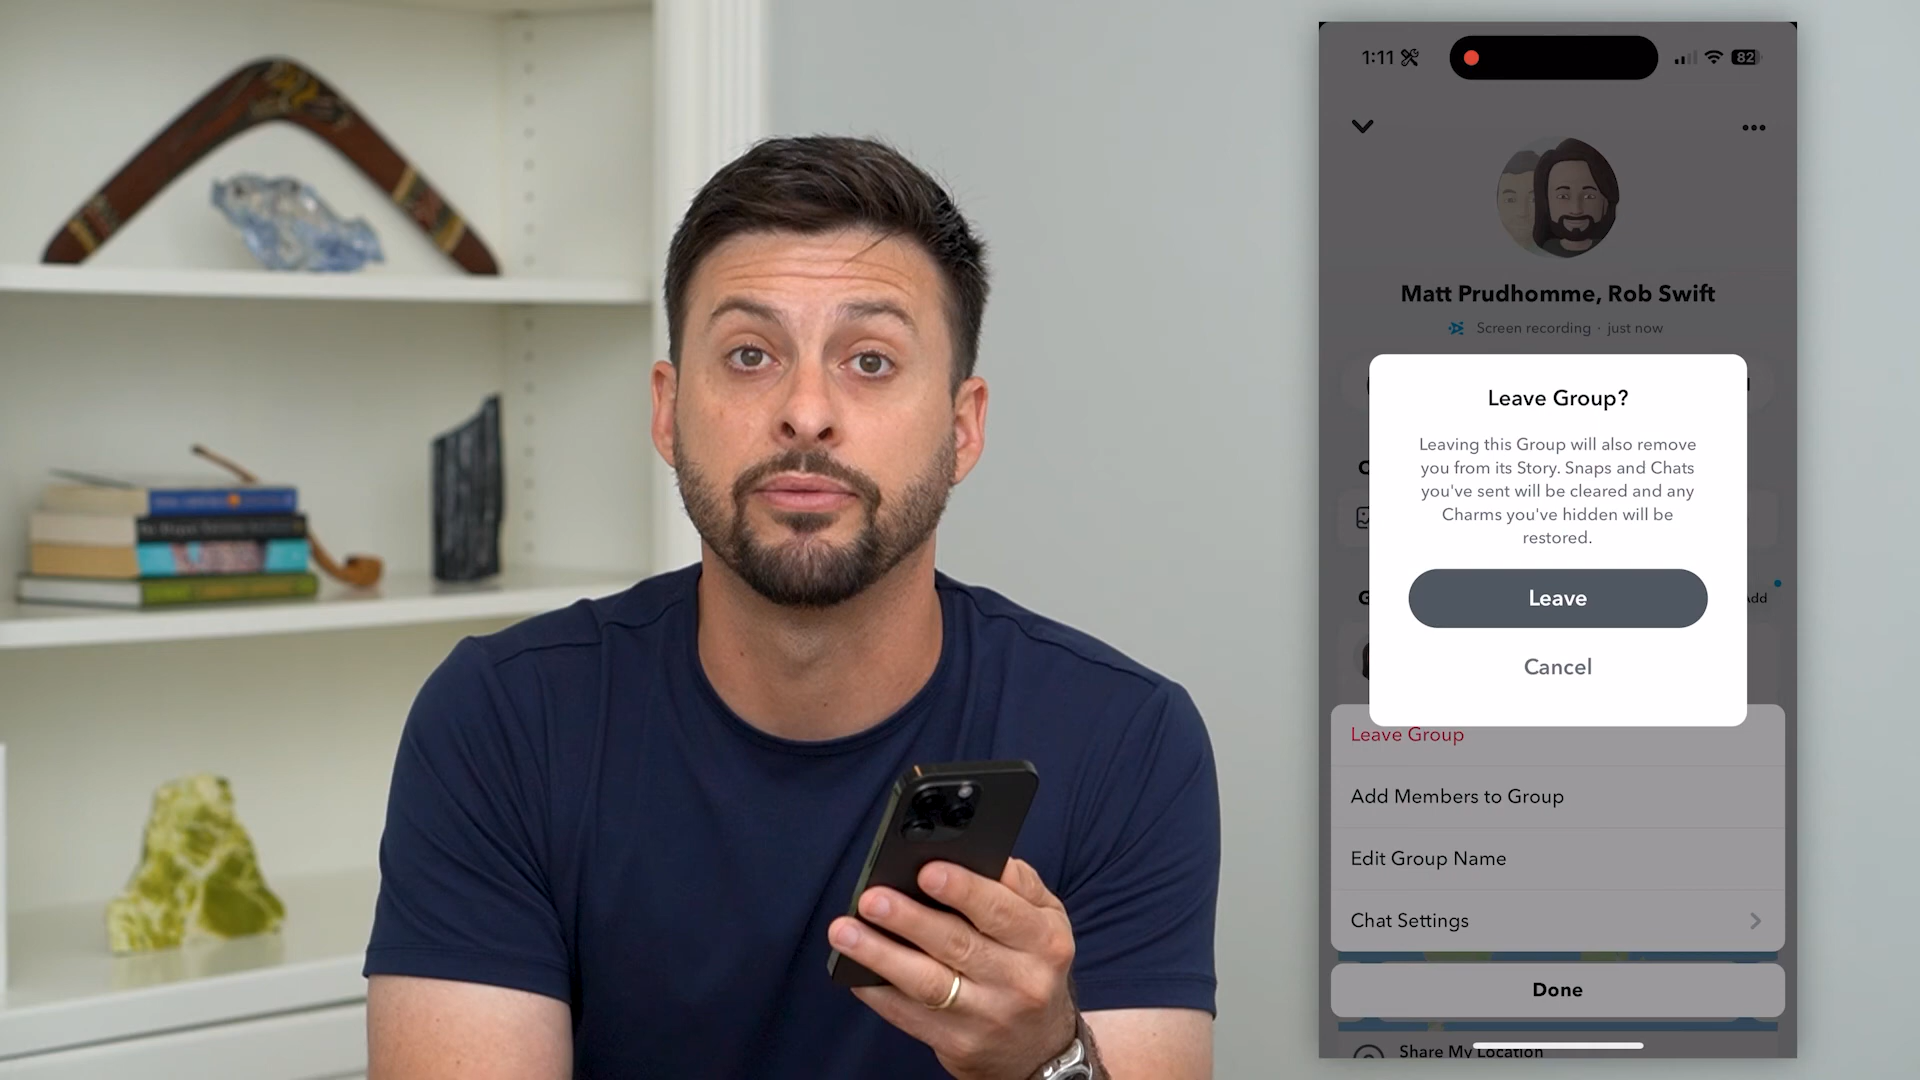 1:11
82
Matt Prudhomme, Rob Swift
Screen recording · just now
Leave Group?
Leaving this Group will also remove
you from its Story. Snaps and Chats
you've sent will be cleared and any
Charms you've hidden will be
restored.
Leave
Cancel
Leave Group
Add Members to Group
Edit Group Name
Chat Settings
Done
Share My Location